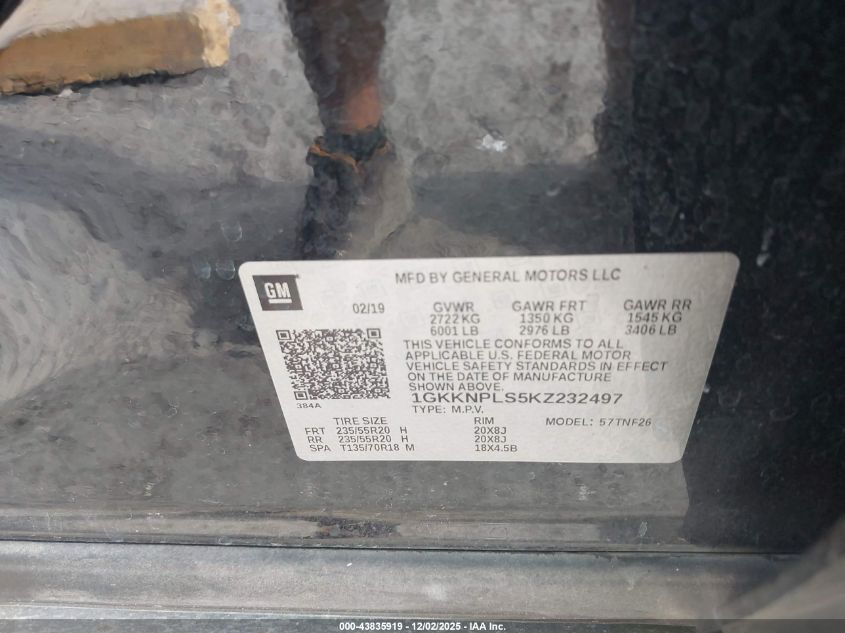 GM
MFD BY GENERAL MOTORS LLC
02/19
GVWR GAWR FRT GAWR RR
2722 KG 1350 KG 1545 KG
6001 LB 2976 LB 3406 LB
THIS VEHICLE CONFORMS TO ALL
APPLICABLE U.S. FEDERAL MOTOR
VEHICLE SAFETY STANDARDS IN EFFECT
ON THE DATE OF MANUFACTURE
SHOWN ABOVE.
384A
1GKKNPLS5KZ232497
TYPE: M.P.V.
MODEL: 57TNF26
TIRE SIZE RIM
FRT 235/55R20 H 20X8J
RR 235/55R20 H 20X8J
SPA T135/70R18 M 18X4.5B
000-43835919 - 12/02/2025 - IAA Inc.